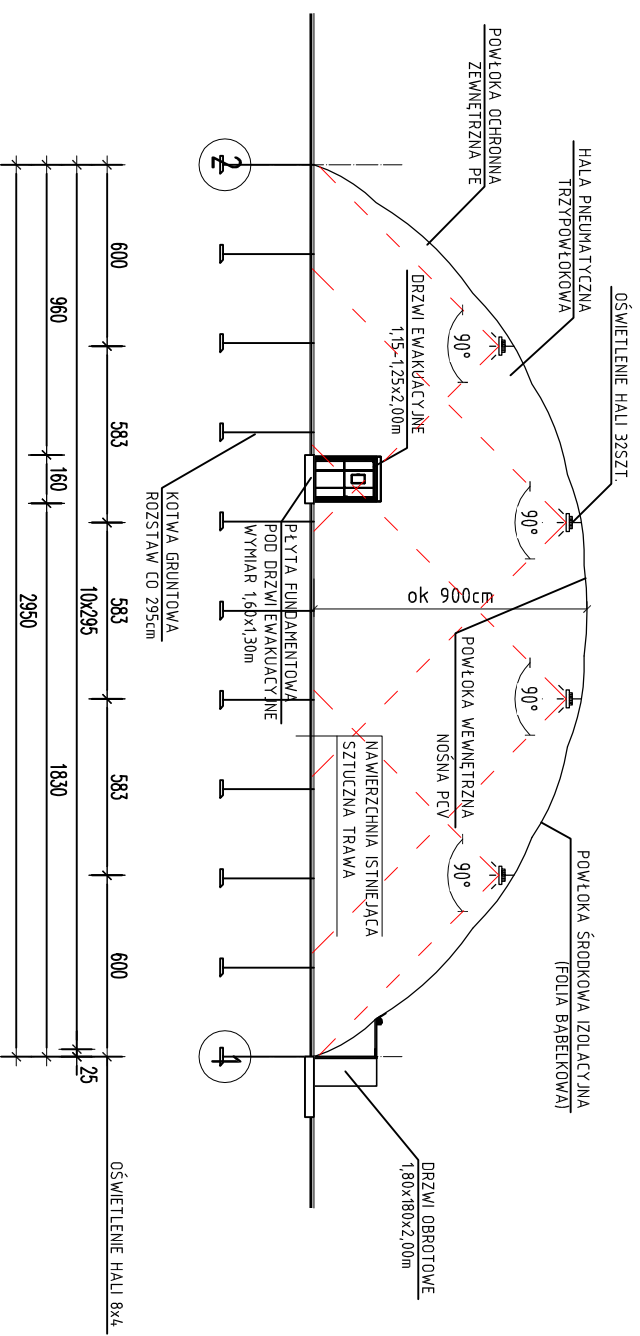 OŚWIETLENIE HALI 32SZT.
HALA PNEUMATYCZNA
TRZYPOWŁOKOWA
POWŁOKA OCHRONNA
ZEWNĘTRZNA PE
POWŁOKA ŚRODKOWA IZOLACYJNA
(FOLIA BĄBELKOWA)
90°
90°
90°
90°
DRZWI EWAKUACYJNE
1,15-1,25x2,00m
ok 900cm
POWŁOKA WEWNĘTRZNA
NOŚNA PCV
DRZWI OBROTOWE
1,80x180x2,00m
NAWIERZCHNIA ISTNIEJĄCA
SZTUCZNA TRAWA
PŁYTA FUNDAMENTOWA
POD DRZWI EWAKUACYJNE
WYMIAR 1,60x1,30m
KOTWA GRUNTOWA
ROZSTAW CO 295cm
2
1
600
583
583
583
600
OŚWIETLENIE HALI 8x4
10x295
25
960
160
1830
2950